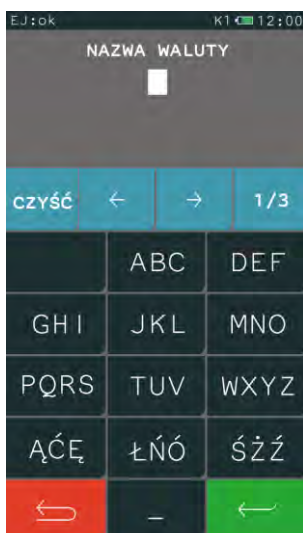 EJ:ok K1 12:00
NAZWA WALUTY
CZYŚĆ ← → 1/3
ABC DEF
GHI JKL MNO
PQRS TUV WXYZ
ĄĆĘ ŁŃÓ ŚŻŹ
_